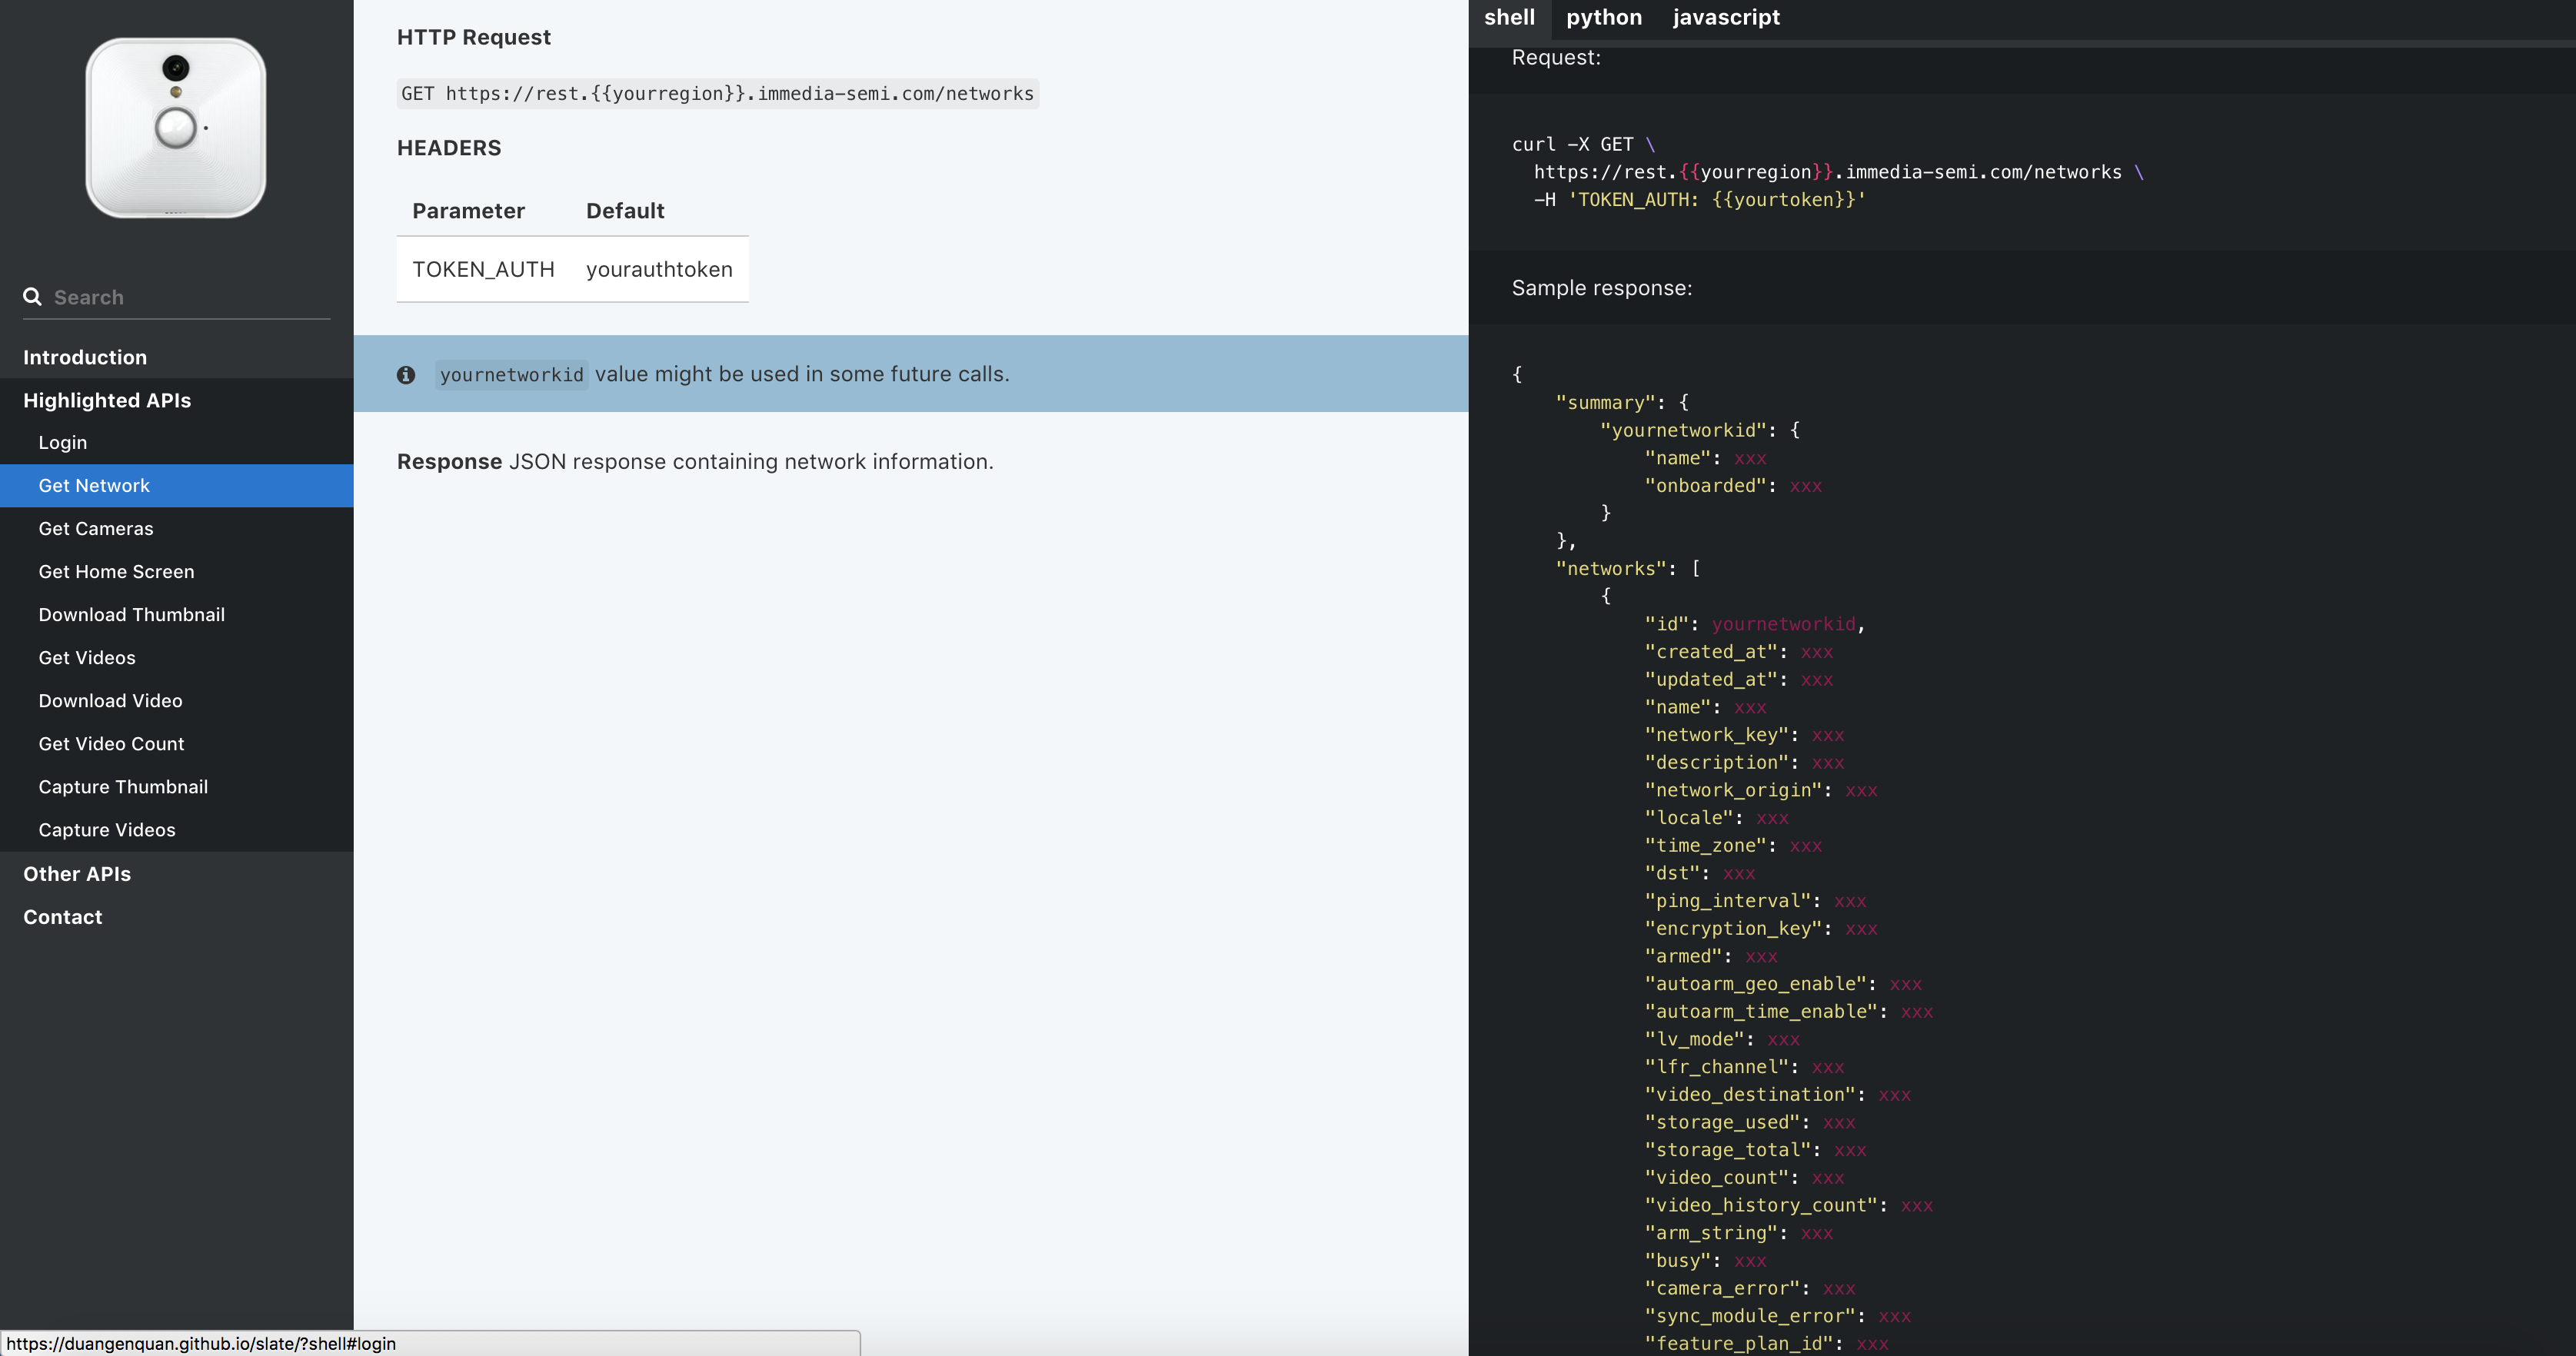 Search
Introduction
Highlighted APIs
Login
Get Network
Get Cameras
Get Home Screen
Download Thumbnail
Get Videos
Download Video
Get Video Count
Capture Thumbnail
Capture Videos
Other APIs
Contact
HTTP Request
GET https://rest.{{yourregion}}.immedia-semi.com/networks
HEADERS
Parameter Default
TOKEN_AUTH yourauthtoken
yournetworkid value might be used in some future calls.
Response JSON response containing network information.
shell python javascript
Request:
curl -X GET \
https://rest.{{yourregion}}.immedia-semi.com/networks \
-H 'TOKEN_AUTH: {{yourtoken}}'
Sample response:
{
"summary": {
"yournetworkid": {
"name": xxx
"onboarded": xxx
}
},
"networks": [
{
"id": yournetworkid,
"created_at": xxx
"updated_at": xxx
"name": xxx
"network_key": xxx
"description": xxx
"network_origin": xxx
"locale": xxx
"time_zone": xxx
"dst": xxx
"ping_interval": xxx
"encryption_key": xxx
"armed": xxx
"autoarm_geo_enable": xxx
"autoarm_time_enable": xxx
"lv_mode": xxx
"lfr_channel": xxx
"video_destination": xxx
"storage_used": xxx
"storage_total": xxx
"video_count": xxx
"video_history_count": xxx
"arm_string": xxx
"busy": xxx
"camera_error": xxx
"sync_module_error": xxx
"feature_plan_id": xxx
https://duangenquan.github.io/slate/?shell#login